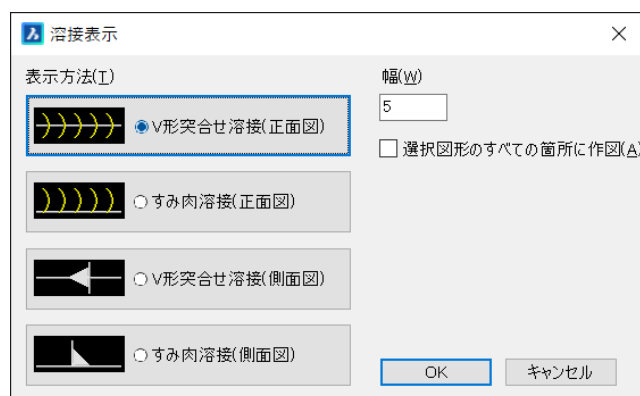 溶接表示
表示方法(T)
V形突合せ溶接(正面図)
すみ肉溶接(正面図)
V形突合せ溶接(側面図)
すみ肉溶接(側面図)
幅(W)
5
選択図形のすべての箇所に作図(A)
OK
キャンセル